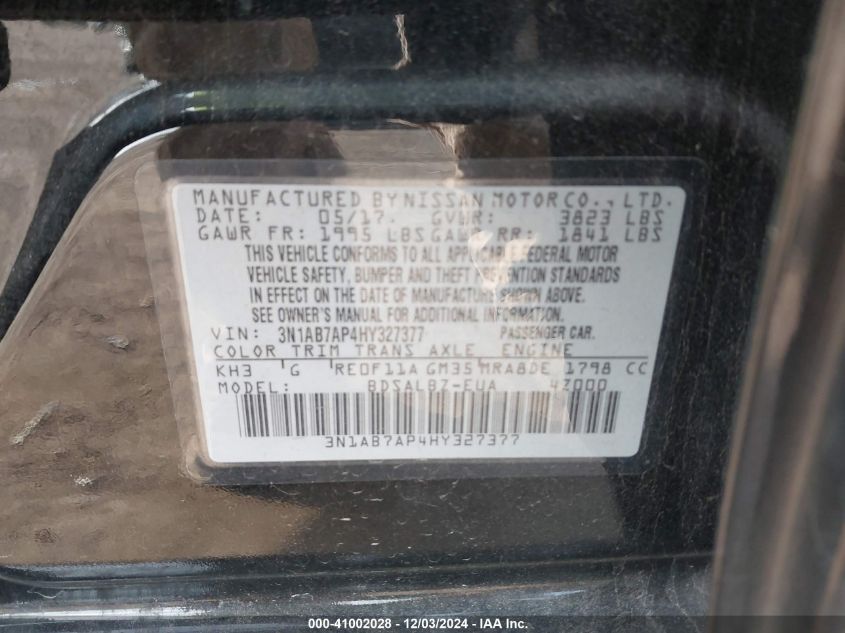 MANUFACTURED BY NISSAN MOTOR CO., LTD.
DATE: 05/17. GVWR: 3823 LBS
GAWR FR: 1995 LBS GAWR RR: 1841 LBS
THIS VEHICLE CONFORMS TO ALL APPLICABLE FEDERAL MOTOR
VEHICLE SAFETY, BUMPER AND THEFT PREVENTION STANDARDS
IN EFFECT ON THE DATE OF MANUFACTURE SHOWN ABOVE.
SEE OWNER'S MANUAL FOR ADDITIONAL INFORMATION.
VIN: 3N1AB7AP4HY327377 PASSENGER CAR.
COLOR TRIM TRANS AXLE ENGINE
KH3 G RE0F11A GM35 MRA8DE 1798 CC
MODEL: BDSALBZ-EUA 4Z000
3N1AB7AP4HY327377
000-41002028 - 12/03/2024 - IAA Inc.